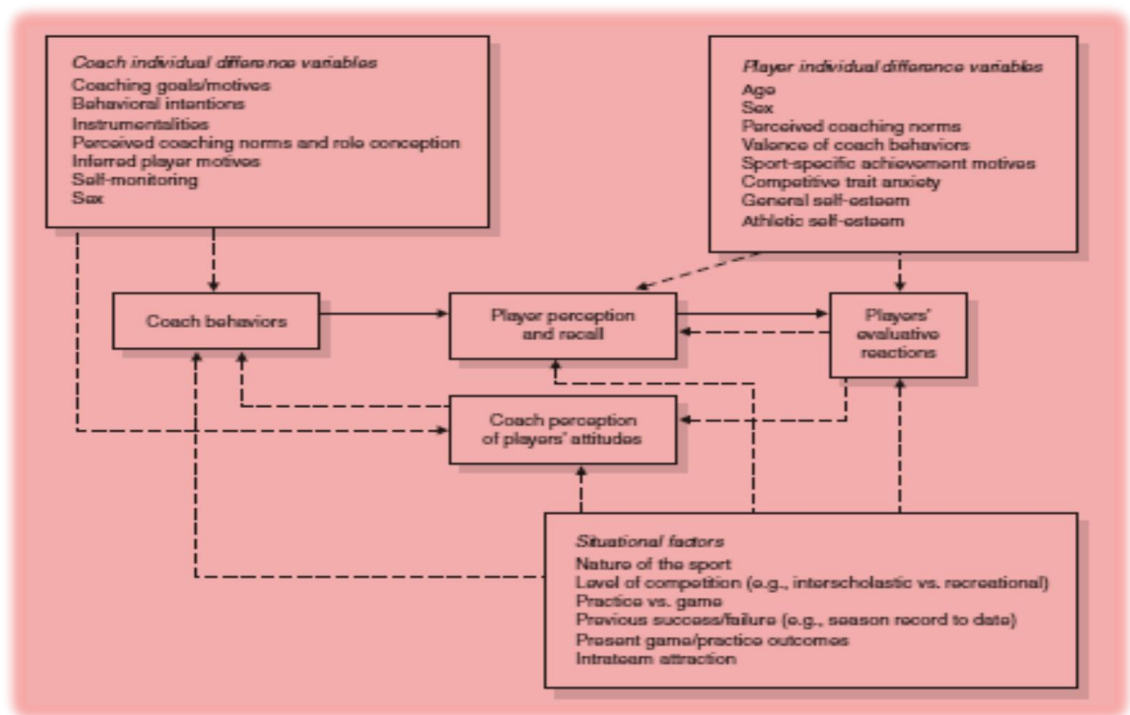 Coach individual difference variables
Coaching goals/motives
Behavioral intentions
Instrumentalities
Perceived coaching norms and role conception
Inferred player motives
Self-monitoring
Sex
Player individual difference variables
Age
Sex
Perceived coaching norms
Valence of coach behaviors
Sport-specific achievement motives
Competitive trait anxiety
General self-esteem
Athletic self-esteem
Coach behaviors
Player perception
and recall
Players'
evaluative
reactions
Coach perception
of players' attitudes
Situational factors
Nature of the sport
Level of competition (e.g., interscholastic vs. recreational)
Practice vs. game
Previous success/failure (e.g., season record to date)
Present game/practice outcomes
Intrateam attraction